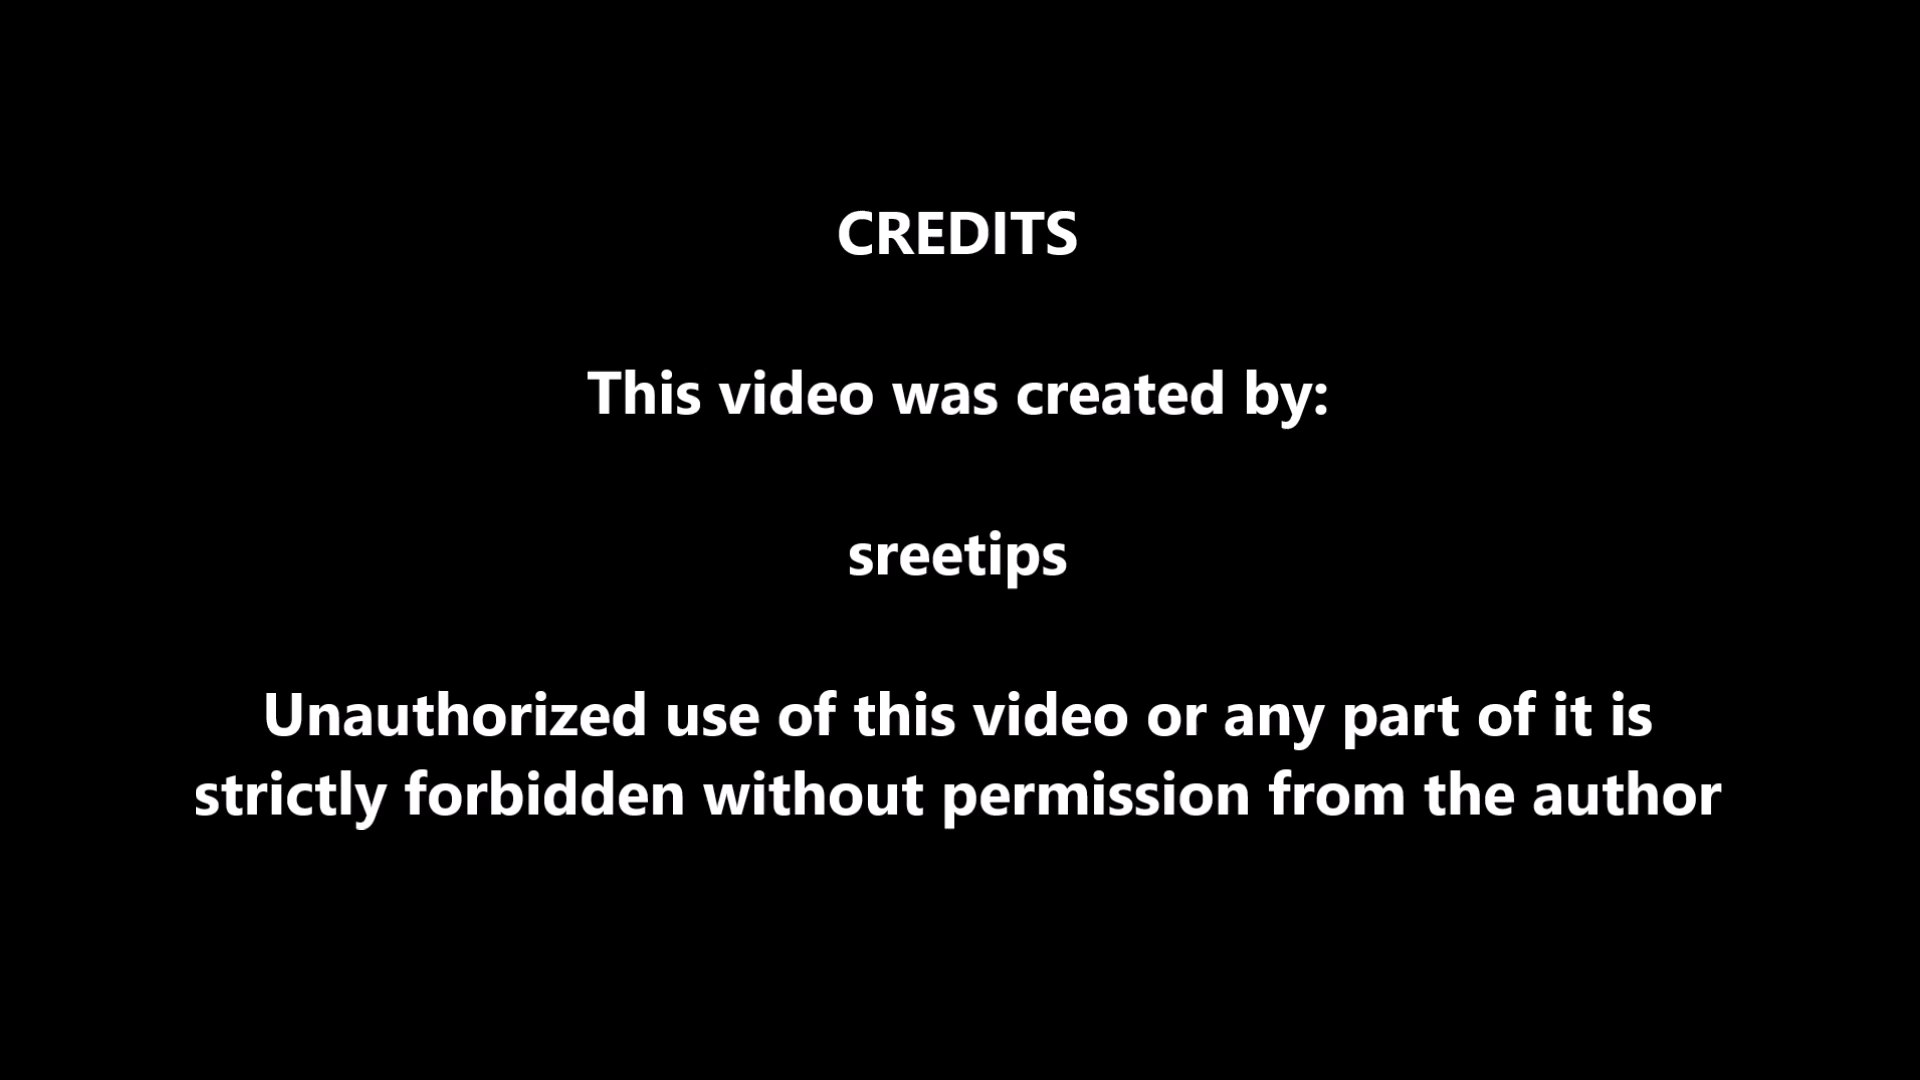 CREDITS
This video was created by:
sreetips
Unauthorized use of this video or any part of it is
strictly forbidden without permission from the author